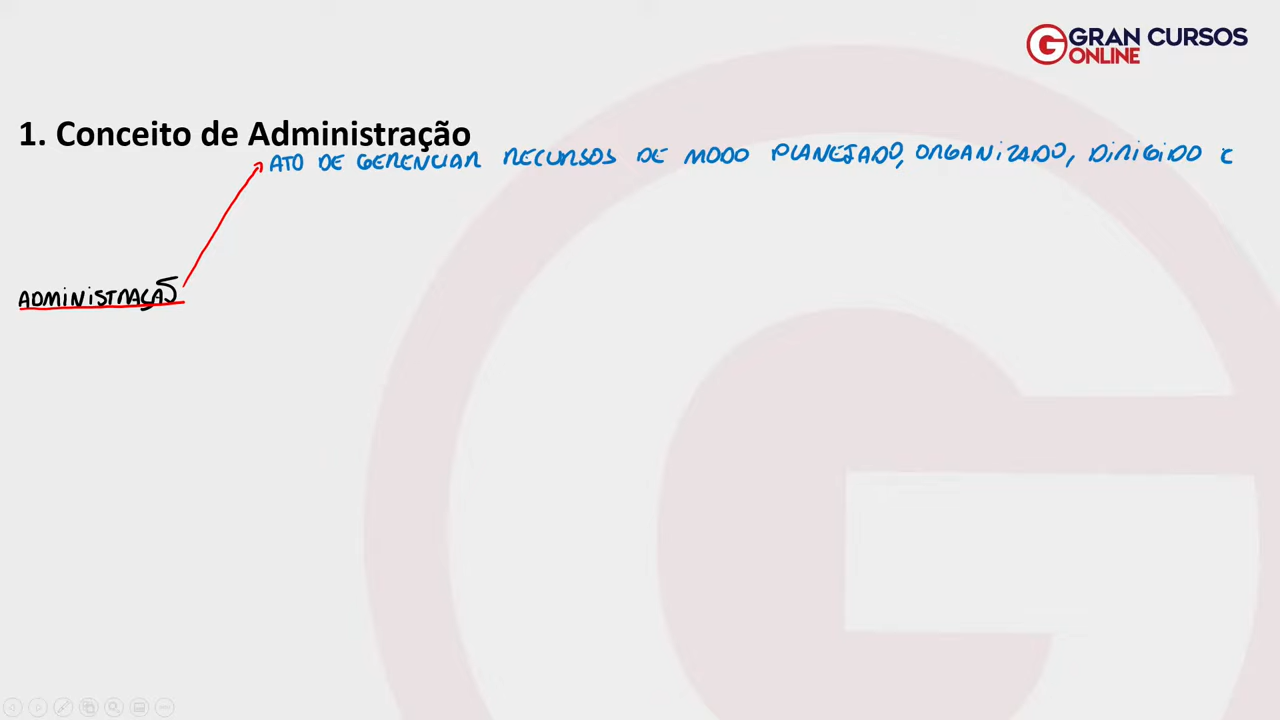 GRAN CURSOS
ONLINE
1. Conceito de Administração
ATO DE GERENCIAR RECURSOS DE MODO PLANEJADO, ORGANIZADO, DIRIGIDO
ADMINISTRAÇÃO